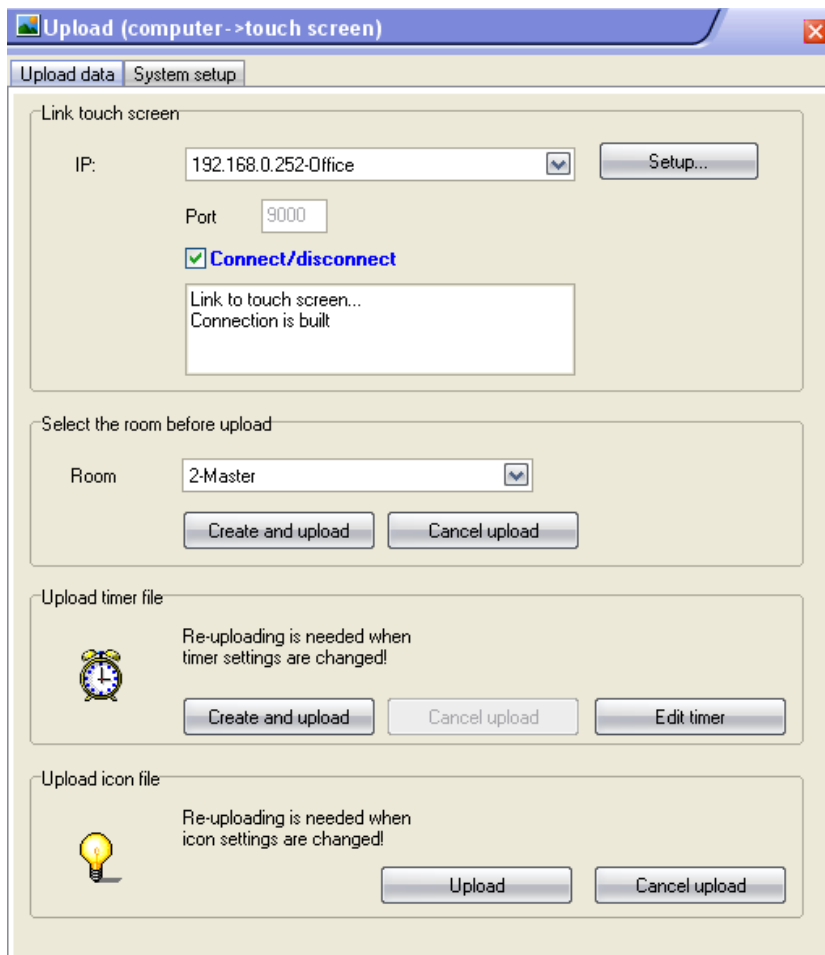 Upload (computer->touch screen)
Upload data
System setup
Link touch screen
IP:
192.168.0.252-Office
Setup...
Port
9000
Connect/disconnect
Link to touch screen...
Connection is built
Select the room before upload
Room
2-Master
Create and upload
Cancel upload
Upload timer file
Re-uploading is needed when
timer settings are changed!
Create and upload
Cancel upload
Edit timer
Upload icon file
Re-uploading is needed when
icon settings are changed!
Upload
Cancel upload